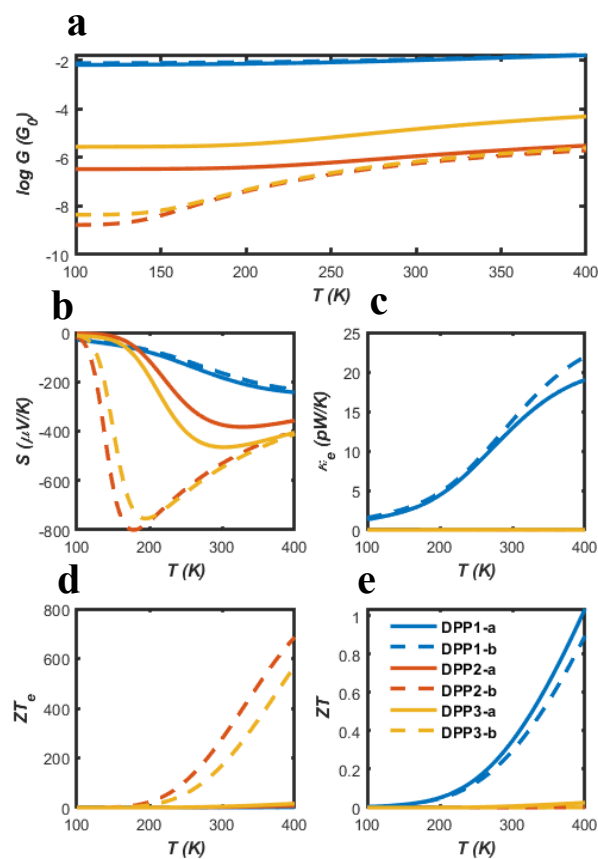 a
-2
-4
-6
-8
-10
log G (G0)
100 150 200 250 300 350 400
T (K)
b
0
-200
-400
-600
-800
S (μV/K)
100 200 300 400
T (K)
c
25
20
15
10
5
0
κe (pW/K)
100 200 300 400
T (K)
d
800
600
400
200
0
ZTe
100 200 300 400
T (K)
e
1
0.8
0.6
0.4
0.2
0
ZT
DPP1-a
DPP1-b
DPP2-a
DPP2-b
DPP3-a
DPP3-b
100 200 300 400
T (K)